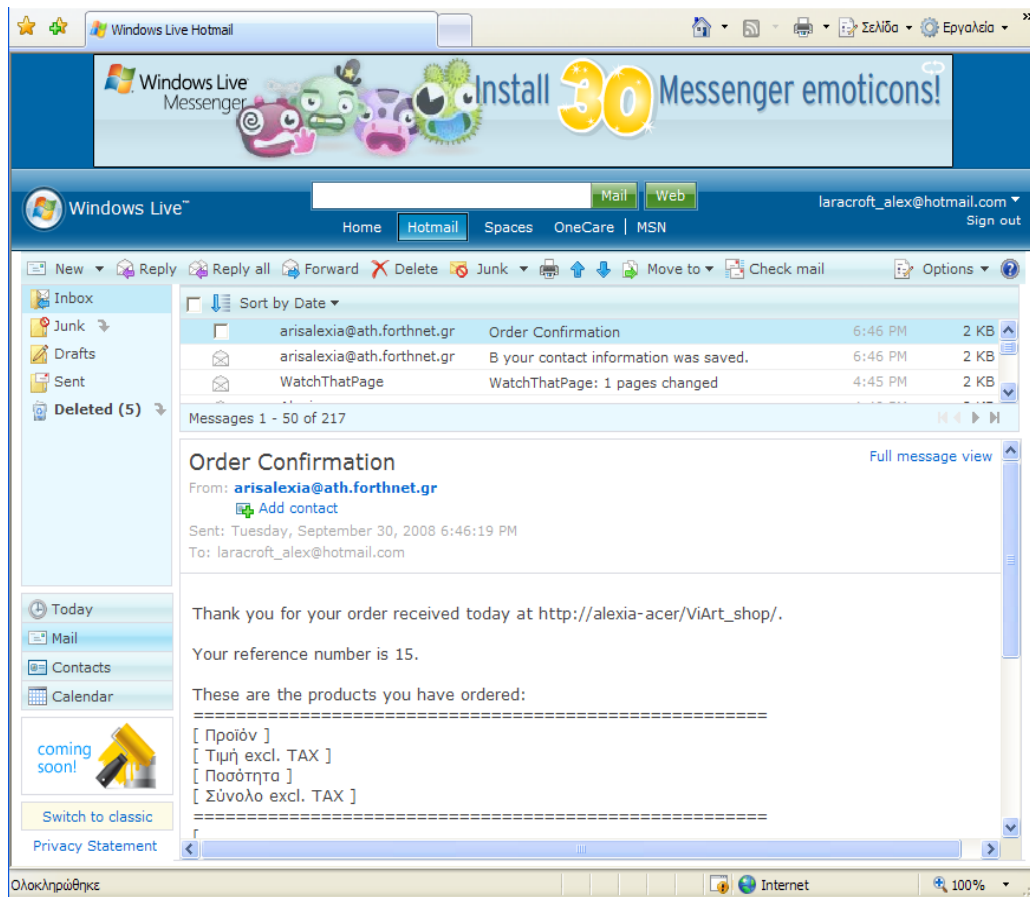 Windows Live Hotmail
Σελίδα
Εργαλεία
»
Windows Live
Messenger
Install 30 Messenger emoticons!
Windows Live™
Mail
Web
laracroft_alex@hotmail.com
Sign out
Home Hotmail Spaces OneCare | MSN
New Reply Reply all Forward Delete Junk Move to Check mail Options
Inbox
Junk
Drafts
Sent
Deleted (5)
Sort by Date
arisalexia@ath.forthnet.gr Order Confirmation 6:46 PM 2 KB
arisalexia@ath.forthnet.gr B your contact information was saved. 6:46 PM 2 KB
WatchThatPage WatchThatPage: 1 pages changed 4:45 PM 2 KB
Messages 1 - 50 of 217
Order Confirmation
Full message view
From: arisalexia@ath.forthnet.gr
Add contact
Sent: Tuesday, September 30, 2008 6:46:19 PM
To: laracroft_alex@hotmail.com
Thank you for your order received today at http://alexia-acer/ViArt_shop/.
Your reference number is 15.
These are the products you have ordered:
======================================================
[ Προϊόν ]
[ Τιμή excl. TAX ]
[ Ποσότητα ]
[ Σύνολο excl. TAX ]
======================================================
[
Today
Mail
Contacts
Calendar
coming
soon!
Switch to classic
Privacy Statement
Ολοκληρώθηκε
Internet
100%